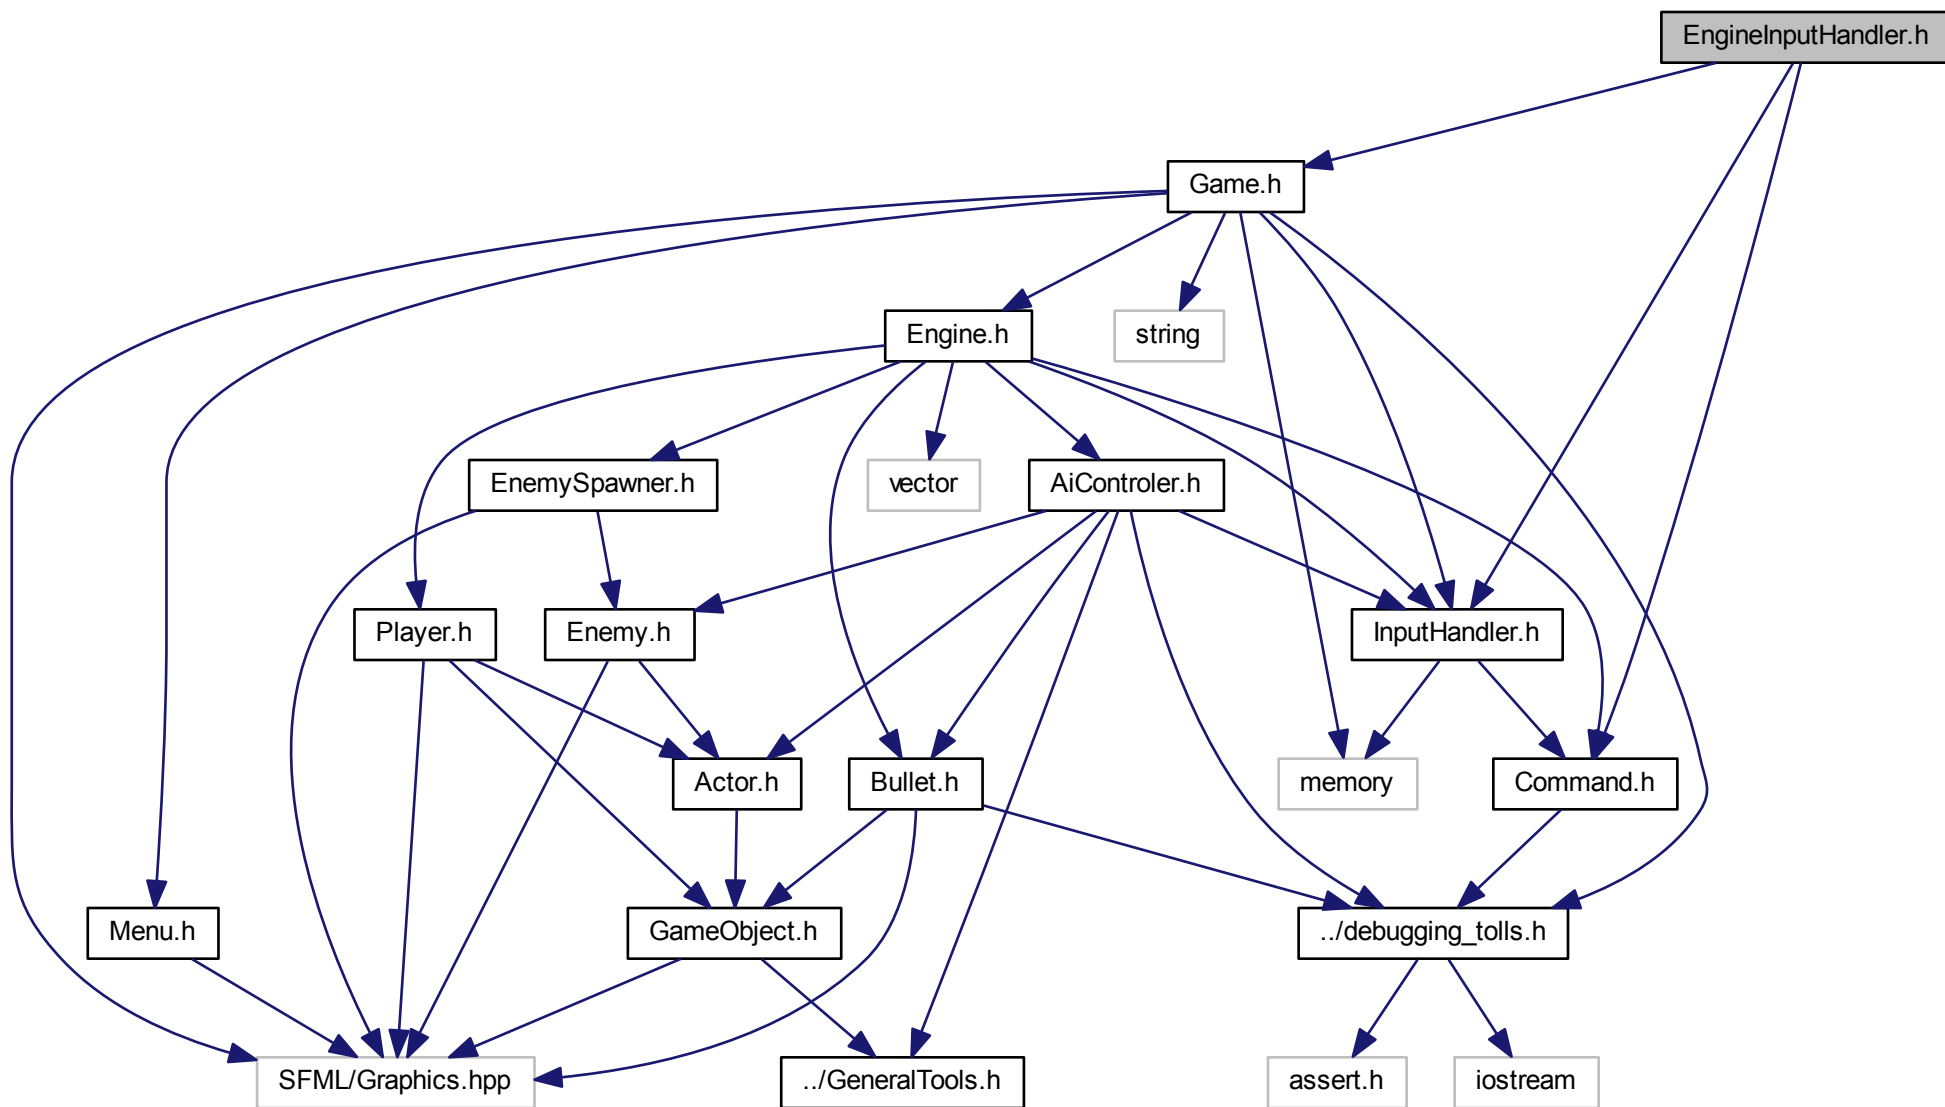 EngineInputHandler.h
Game.h
Engine.h
string
EnemySpawner.h
vector
AiControler.h
Player.h
Enemy.h
InputHandler.h
Actor.h
Bullet.h
memory
Command.h
Menu.h
GameObject.h
../debugging_tolls.h
SFML/Graphics.hpp
../GeneralTools.h
assert.h
iostream